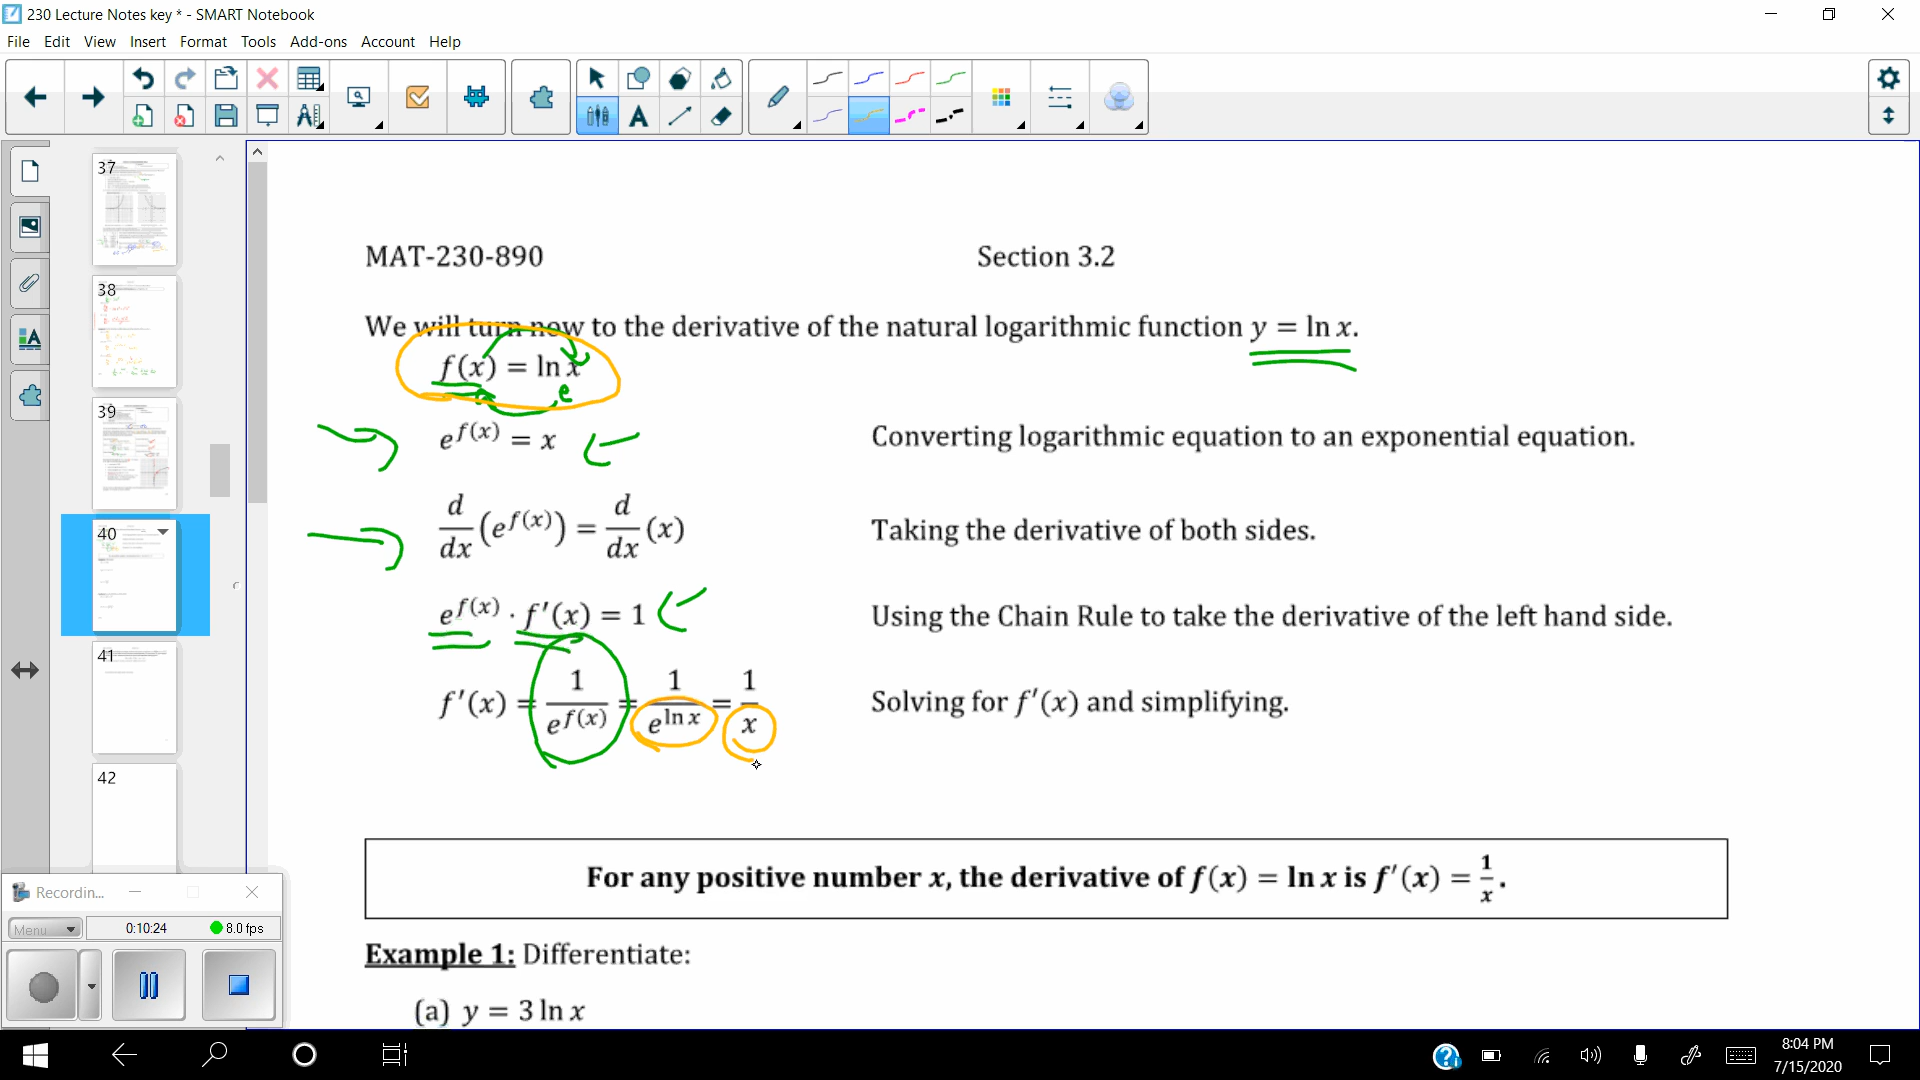 230 Lecture Notes key * - SMART Notebook
File Edit View Insert Format Tools Add-ons Account Help
37
38
39
40
41
42
MAT-230-890 Section 3.2
We will turn now to the derivative of the natural logarithmic function y = ln x.
f(x) = ln x
e
e^{f(x)} = x Converting logarithmic equation to an exponential equation.
d/dx (e^{f(x)}) = d/dx (x) Taking the derivative of both sides.
e^{f(x)} · f′(x) = 1 Using the Chain Rule to take the derivative of the left hand side.
f′(x) = 1/e^{f(x)} = 1/e^{ln x} = 1/x Solving for f′(x) and simplifying.
For any positive number x, the derivative of f(x) = ln x is f′(x) = 1/x.
Example 1: Differentiate:
(a) y = 3 ln x
Recordin...
Menu 0:10:24 8.0 fps
8:04 PM
7/15/2020